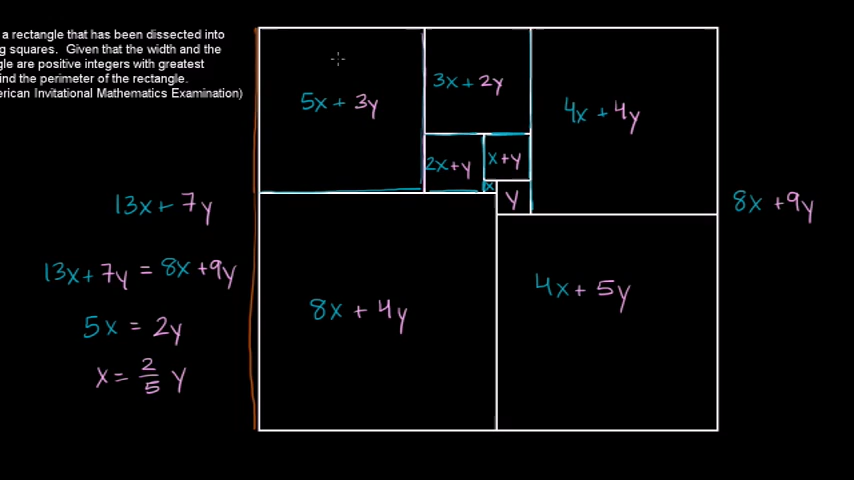 a rectangle that has been dissected into
g squares. Given that the width and the
gle are positive integers with greatest
ind the perimeter of the rectangle.
erican Invitational Mathematics Examination)
5x + 3y
3x + 2y
4x + 4y
2x+y
x+y
x
y
13x + 7y
8x + 9y
13x + 7y = 8x + 9y
5x = 2y
x = 2/5 y
8x + 4y
4x + 5y